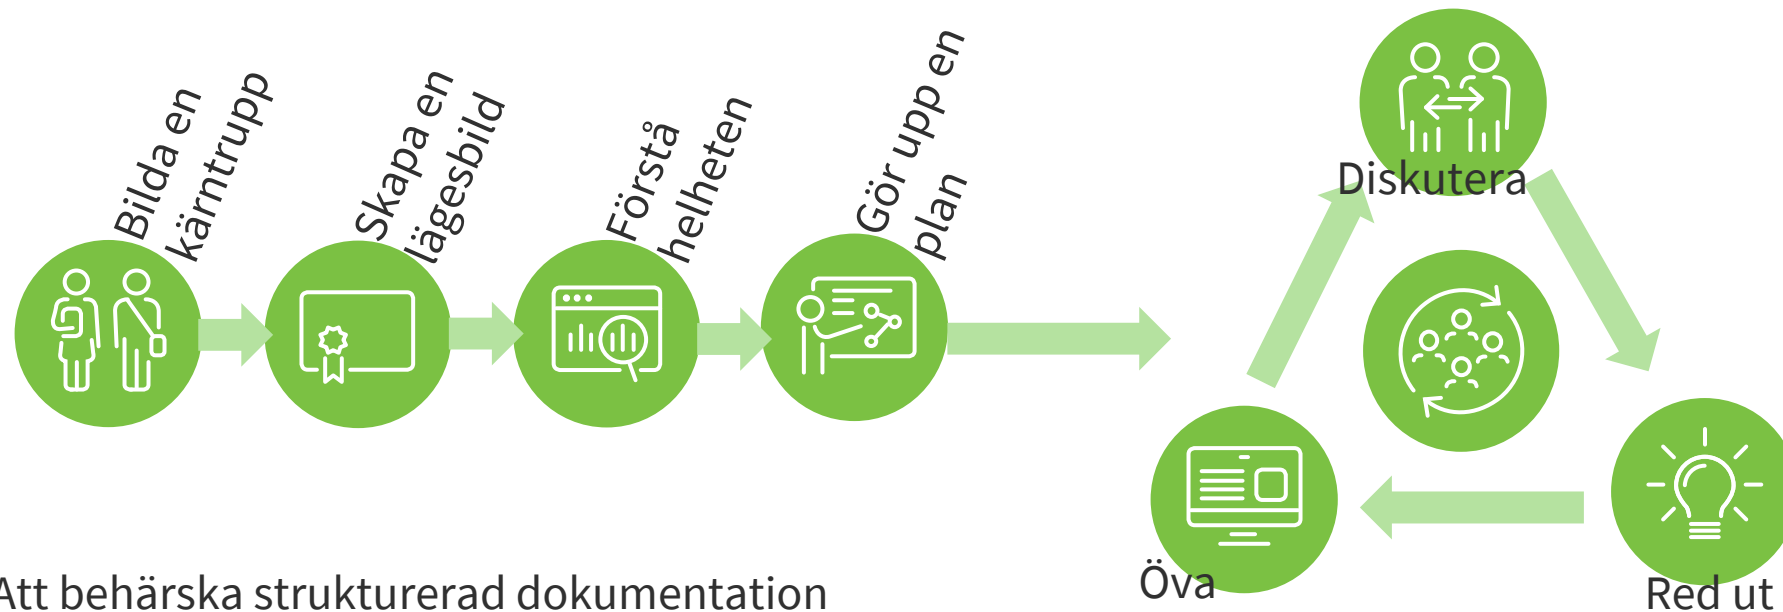 Bilda en
kärntrupp
Skapa en
lägesbild
Förstå
helheten
Gör upp en
plan
Diskutera
Öva
Red ut
Att behärska strukturerad dokumentation